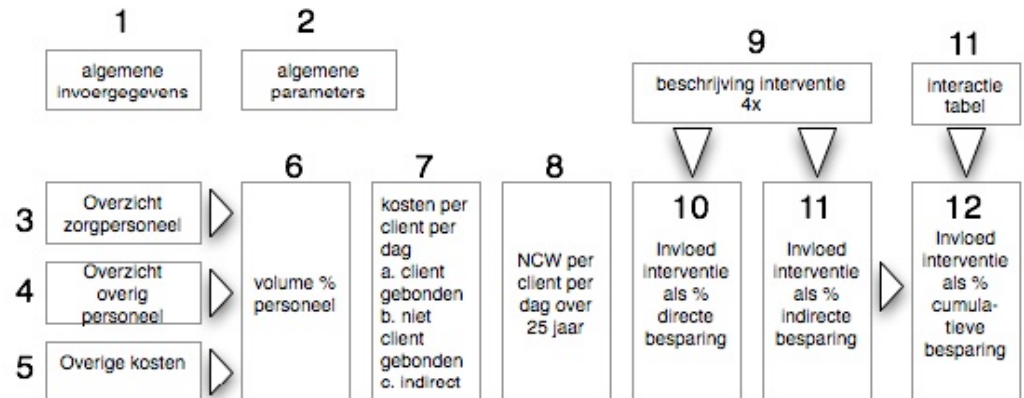 1
algemene
invoergegevens
2
algemene
parameters
9
beschrijving interventie
4x
11
interactie
tabel
3
Overzicht
zorgpersoneel
4
Overzicht
overig
personeel
5
Overige kosten
6
volume %
personeel
7
kosten per
client per
dag
a. client
gebonden
b. niet
client
gebonden
c. indirect
8
NCW per
client per
dag over
25 jaar
10
Invloed
interventie
als %
directe
besparing
11
Invloed
interventie
als %
indirecte
besparing
12
Invloed
interventie
als %
cumula-
tieve
besparing